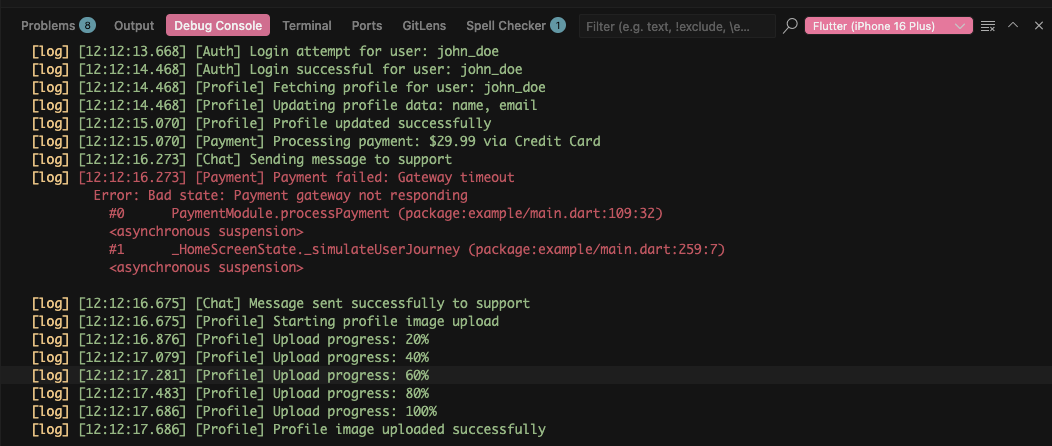 Problems 8 Output Debug Console Terminal Ports GitLens Spell Checker 1 Filter (e.g. text, !exclude, \e... Flutter (iPhone 16 Plus)
[log] [12:12:13.668] [Auth] Login attempt for user: john_doe
[log] [12:12:14.468] [Auth] Login successful for user: john_doe
[log] [12:12:14.468] [Profile] Fetching profile for user: john_doe
[log] [12:12:14.468] [Profile] Updating profile data: name, email
[log] [12:12:15.070] [Profile] Profile updated successfully
[log] [12:12:15.070] [Payment] Processing payment: $29.99 via Credit Card
[log] [12:12:16.273] [Chat] Sending message to support
[log] [12:12:16.273] [Payment] Payment failed: Gateway timeout
Error: Bad state: Payment gateway not responding
#0 PaymentModule.processPayment (package:example/main.dart:109:32)
<asynchronous suspension>
#1 _HomeScreenState._simulateUserJourney (package:example/main.dart:259:7)
<asynchronous suspension>
[log] [12:12:16.675] [Chat] Message sent successfully to support
[log] [12:12:16.675] [Profile] Starting profile image upload
[log] [12:12:16.876] [Profile] Upload progress: 20%
[log] [12:12:17.079] [Profile] Upload progress: 40%
[log] [12:12:17.281] [Profile] Upload progress: 60%
[log] [12:12:17.483] [Profile] Upload progress: 80%
[log] [12:12:17.686] [Profile] Upload progress: 100%
[log] [12:12:17.686] [Profile] Profile image uploaded successfully